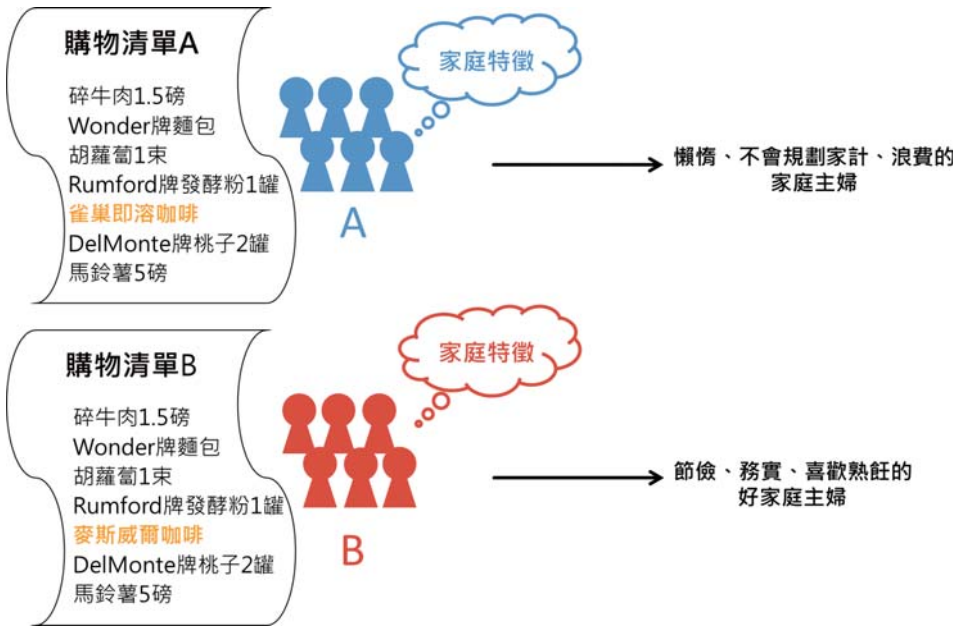 購物清單A
碎牛肉1.5磅
Wonder牌麵包
胡蘿蔔1束
Rumford牌發酵粉1罐
雀巢即溶咖啡
DelMonte牌桃子2罐
馬鈴薯5磅
家庭特徵
A
懶惰、不會規劃家計、浪費的
家庭主婦
購物清單B
碎牛肉1.5磅
Wonder牌麵包
胡蘿蔔1束
Rumford牌發酵粉1罐
麥斯威爾咖啡
DelMonte牌桃子2罐
馬鈴薯5磅
家庭特徵
B
節儉、務實、喜歡熟飪的
好家庭主婦